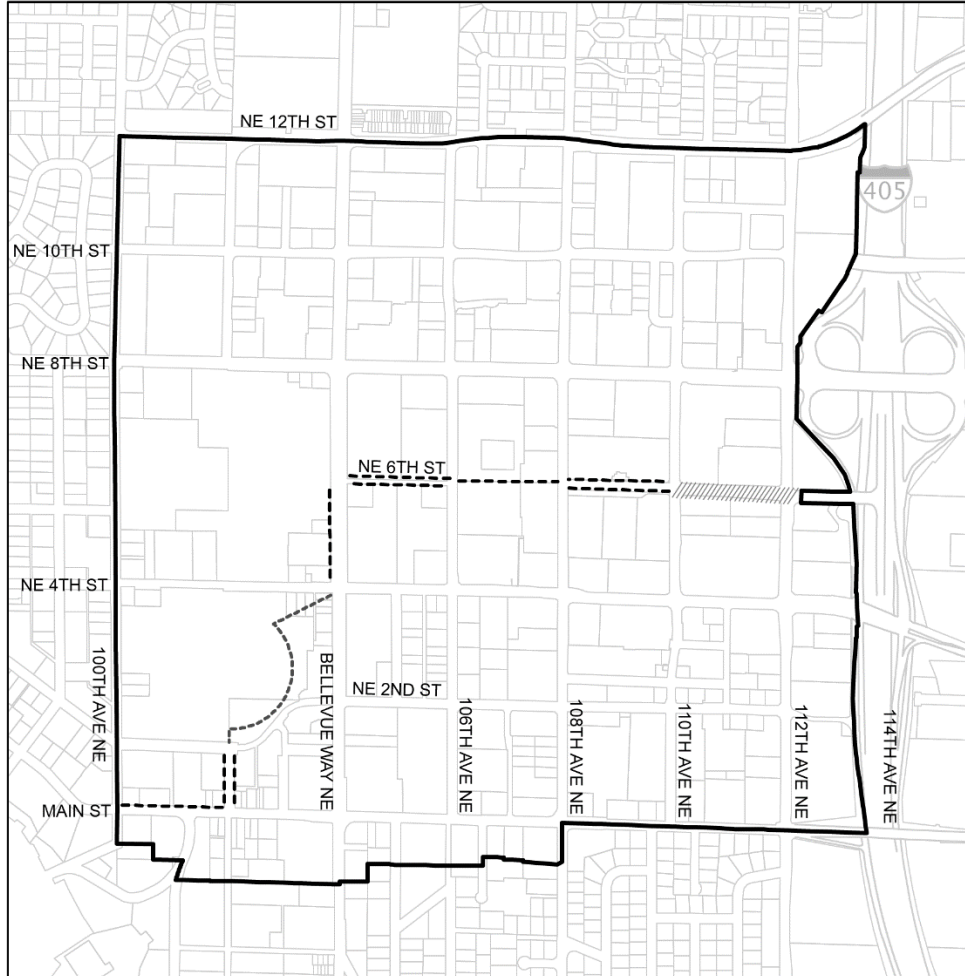 NE 12TH ST
405
NE 10TH ST
NE 8TH ST
NE 6TH ST
NE 4TH ST
100TH AVE NE
BELLEVUE WAY NE
NE 2ND ST
106TH AVE NE
108TH AVE NE
110TH AVE NE
112TH AVE NE
114TH AVE NE
MAIN ST